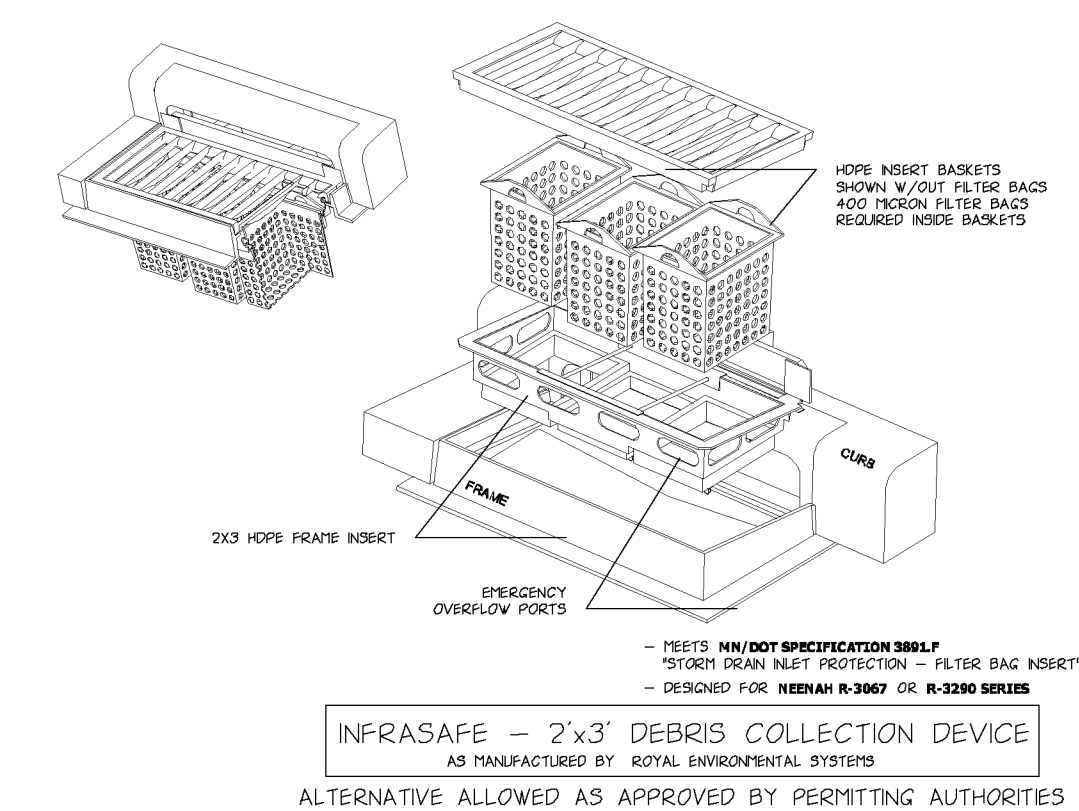 HDPE INSERT BASKETS
SHOWN W/OUT FILTER BAGS
400 MICRON FILTER BAGS
REQUIRED INSIDE BASKETS
CURB
FRAME
2X3 HDPE FRAME INSERT
EMERGENCY
OVERFLOW PORTS
– MEETS MN/DOT SPECIFICATION 3891.F
"STORM DRAIN INLET PROTECTION – FILTER BAG INSERT"
– DESIGNED FOR NEENAH R-3067 OR R-3290 SERIES
INFRASAFE – 2'x3' DEBRIS COLLECTION DEVICE
AS MANUFACTURED BY ROYAL ENVIRONMENTAL SYSTEMS
ALTERNATIVE ALLOWED AS APPROVED BY PERMITTING AUTHORITIES